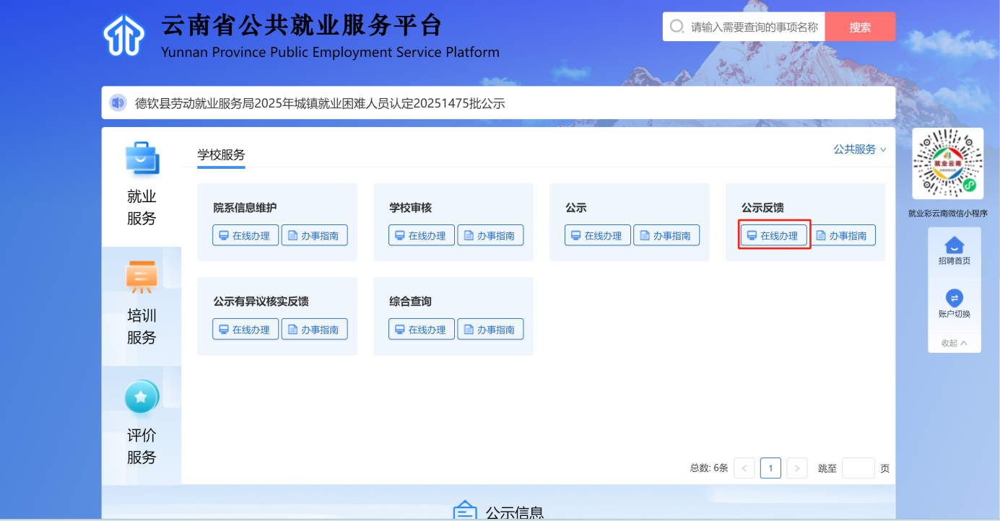 云南省公共就业服务平台
Yunnan Province Public Employment Service Platform
请输入需要查询的事项名称
搜索
德钦县劳动就业服务局2025年城镇就业困难人员认定20251475批公示
就业
服务
培训
服务
评价
服务
学校服务
公共服务
院系信息维护
在线办理 办事指南
学校审核
在线办理 办事指南
公示
在线办理 办事指南
公示反馈
在线办理 办事指南
公示有异议核实反馈
在线办理 办事指南
综合查询
在线办理 办事指南
总数: 6条 < 1 > 跳至 页
就业云南
就业彩云南微信小程序
招聘首页
账户切换
收起
公示信息